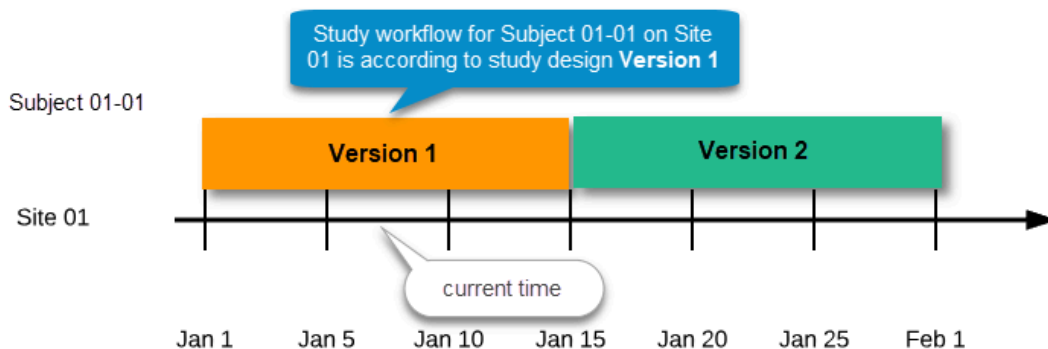 Study workflow for Subject 01-01 on Site
01 is according to study design Version 1
Subject 01-01
Version 1
Version 2
Site 01
current time
Jan 1
Jan 5
Jan 10
Jan 15
Jan 20
Jan 25
Feb 1